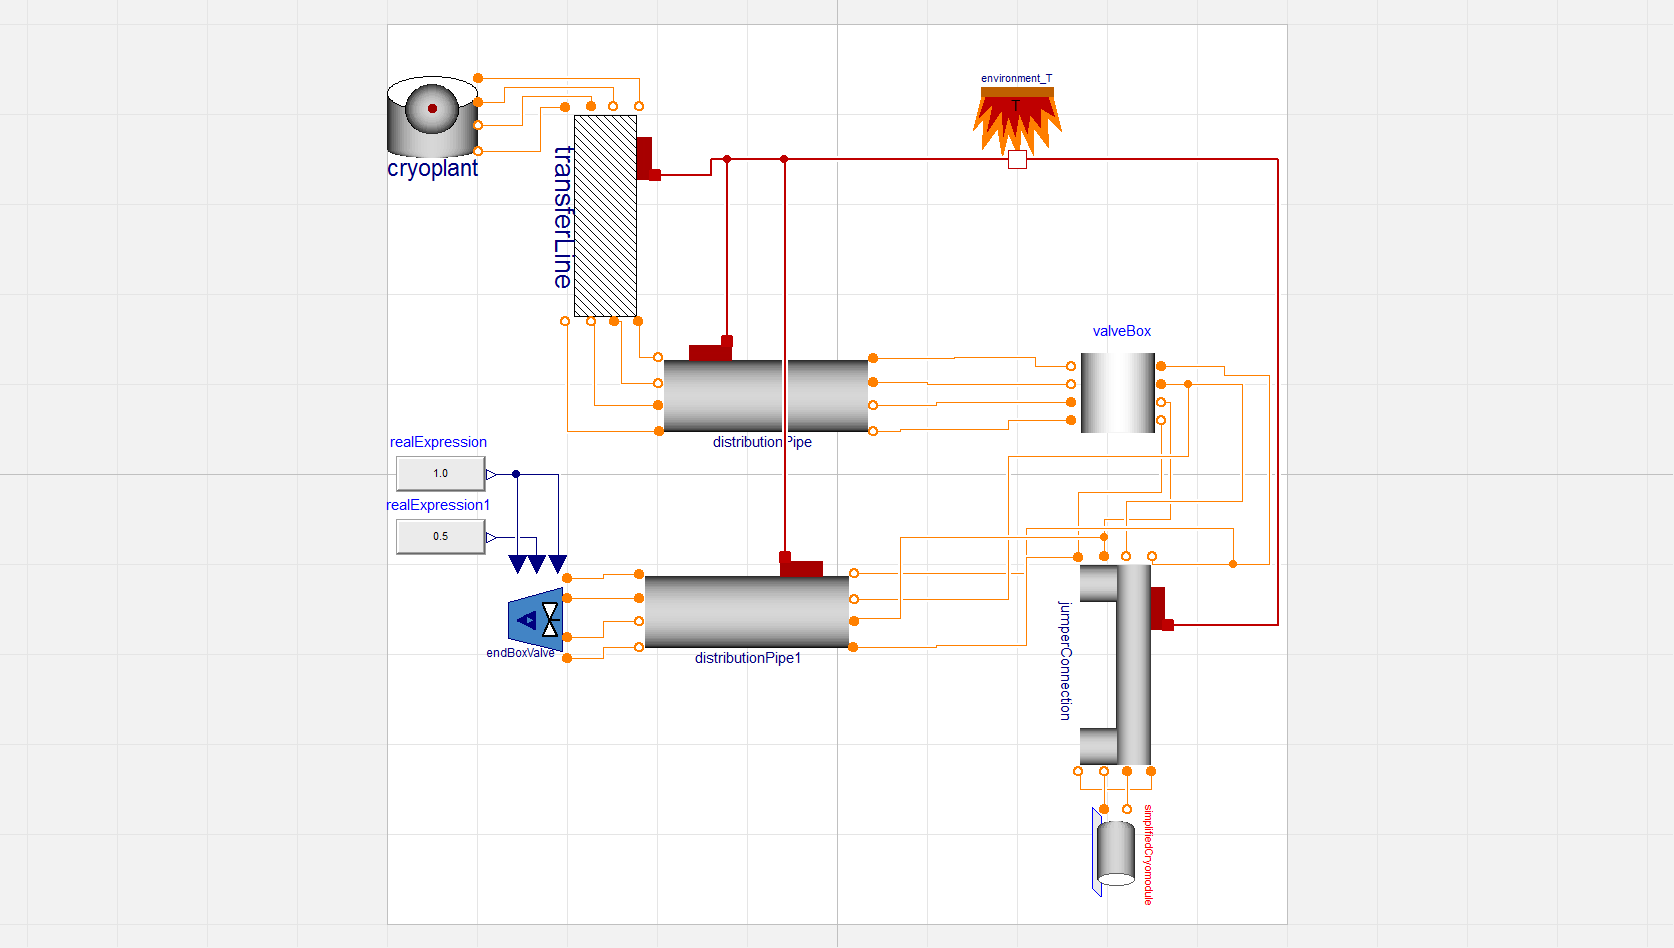 environment_T
T
cryoplant
transferLine
valveBox
distributionPipe
realExpression
1.0
realExpression1
0.5
endBoxValve
distributionPipe1
jumperConnection
simplifiedCryomodule